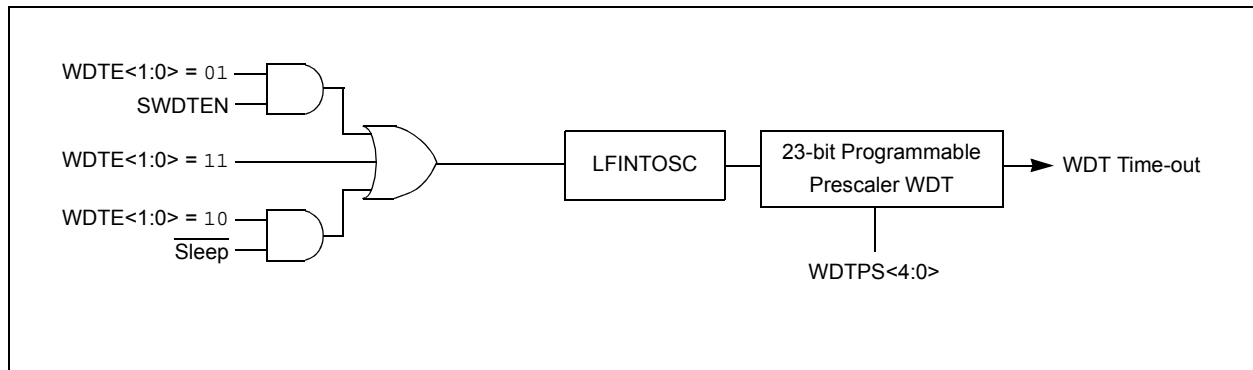 WDTE<1:0> = 01
SWDTEN
WDTE<1:0> = 11
WDTE<1:0> = 10
Sleep
LFINTOSC
23-bit Programmable
Prescaler WDT
WDT Time-out
WDTPS<4:0>